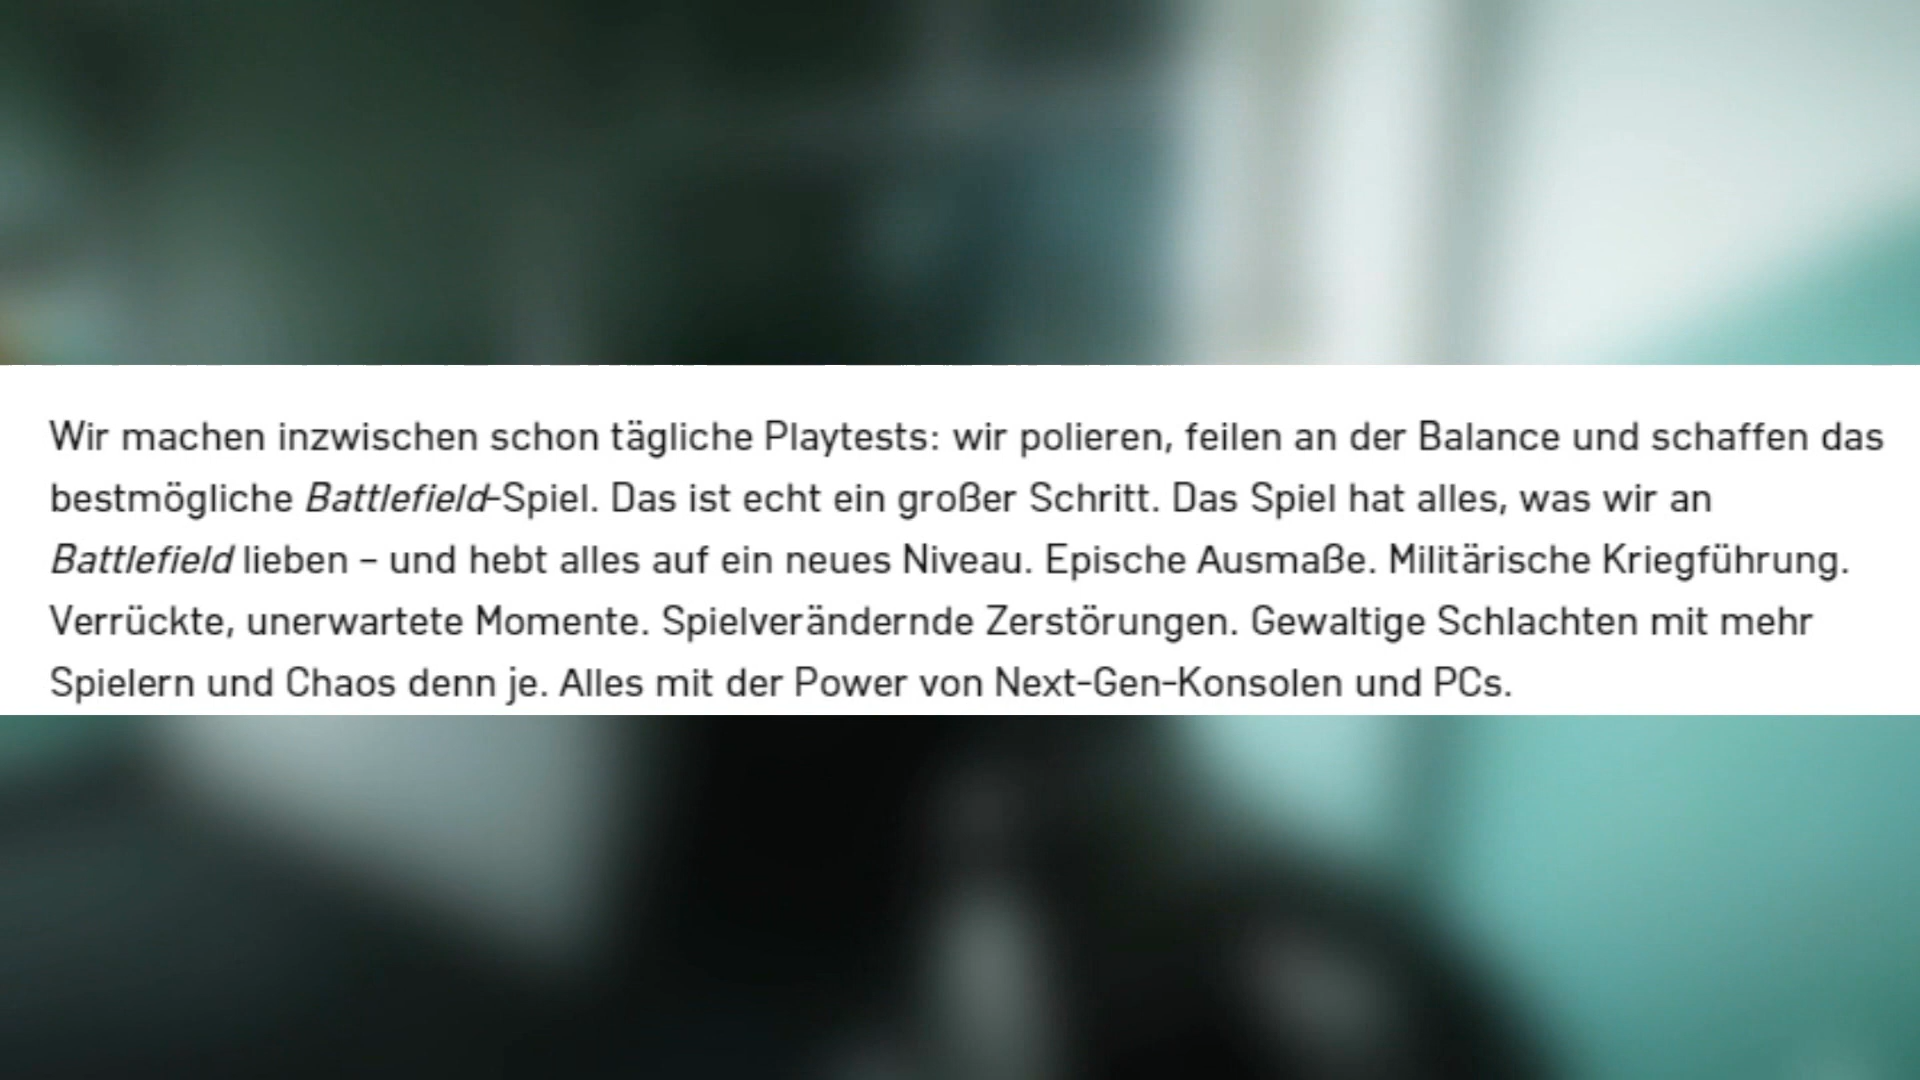 Wir machen inzwischen schon tägliche Playtests: wir polieren, feilen an der Balance und schaffen das
bestmögliche Battlefield-Spiel. Das ist echt ein großer Schritt. Das Spiel hat alles, was wir an
Battlefield lieben – und hebt alles auf ein neues Niveau. Epische Ausmaße. Militärische Kriegführung.
Verrückte, unerwartete Momente. Spielverändernde Zerstörungen. Gewaltige Schlachten mit mehr
Spielern und Chaos denn je. Alles mit der Power von Next-Gen-Konsolen und PCs.